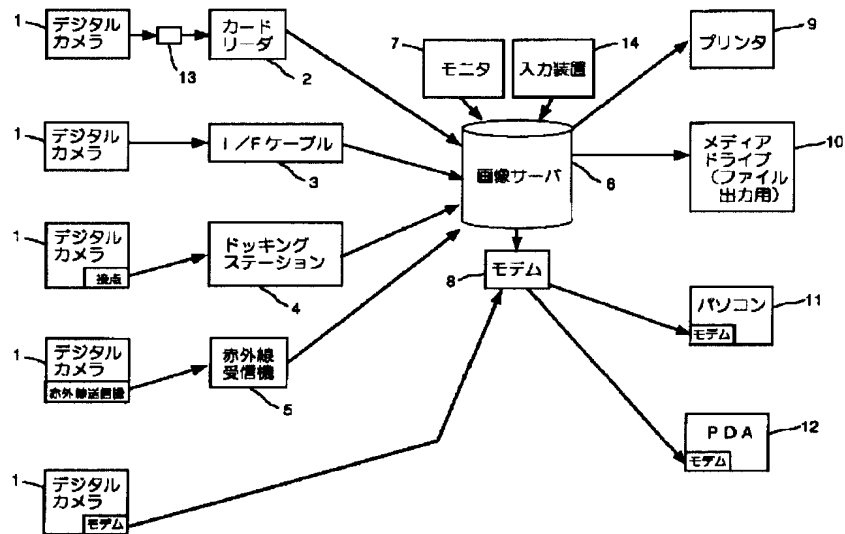 1
デジタル
カメラ
13
カード
リーダ
2
7
モニタ
入力装置
14
プリンタ
9
1
デジタル
カメラ
I/Fケーブル
3
画像サーバ
6
メディア
ドライブ
(ファイル
出力用)
10
1
デジタル
カメラ
接点
ドッキング
ステーション
4
モデム
8
パソコン
モデム
11
1
デジタル
カメラ
赤外線送信機
赤外線
受信機
5
PDA
モデム
12
1
デジタル
カメラ
モデム